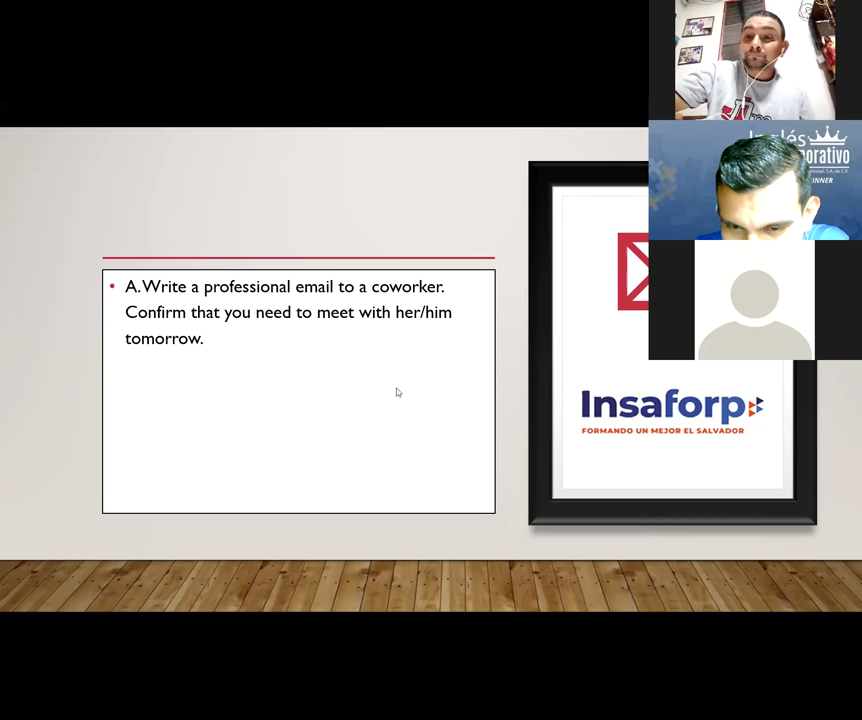 • A. Write a professional email to a coworker.
Confirm that you need to meet with her/him
tomorrow.
Inglés
orativo
INNER
Insaforp
FORMANDO UN MEJOR EL SALVADOR